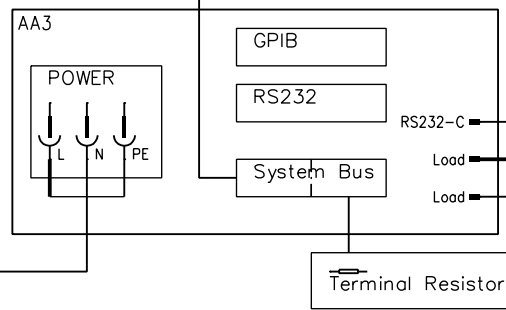 AA3
GPIB
POWER
RS232
RS232-C
L N PE
Load
System Bus
Load
Terminal Resistor